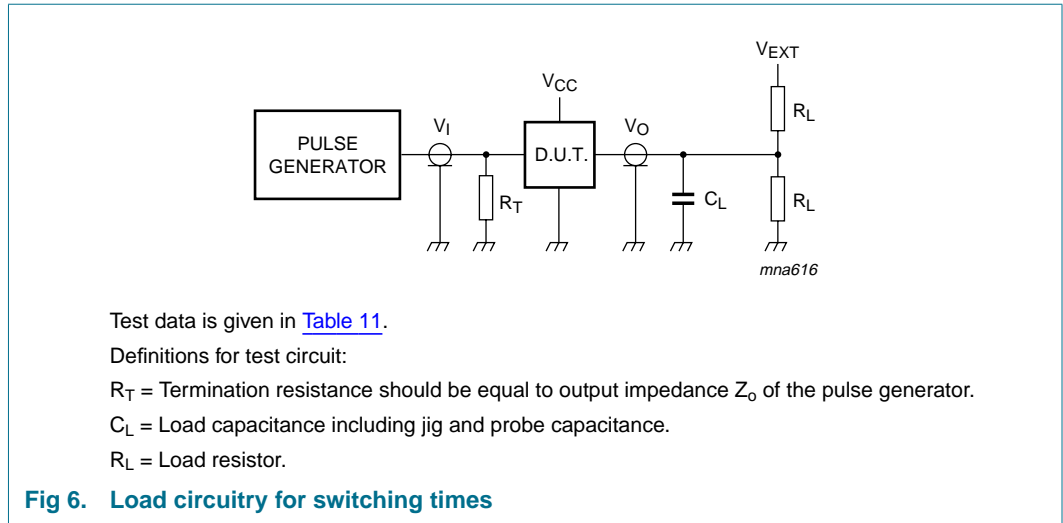 VEXT
VCC
RL
VI
VO
PULSE
GENERATOR
D.U.T.
RT
CL
RL
mna616
Test data is given in Table 11.
Definitions for test circuit:
RT = Termination resistance should be equal to output impedance Zo of the pulse generator.
CL = Load capacitance including jig and probe capacitance.
RL = Load resistor.
Fig 6. Load circuitry for switching times